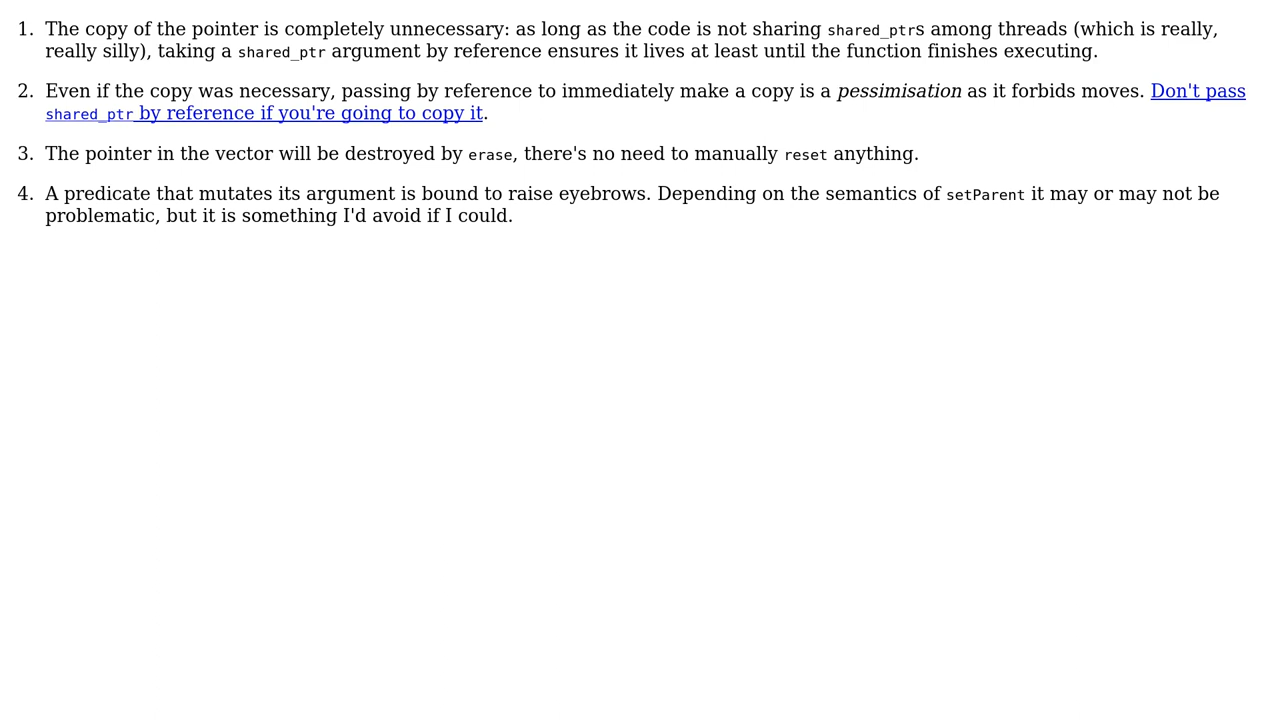 1. The copy of the pointer is completely unnecessary: as long as the code is not sharing shared_ptrs among threads (which is really,
really silly), taking a shared_ptr argument by reference ensures it lives at least until the function finishes executing.
2. Even if the copy was necessary, passing by reference to immediately make a copy is a pessimisation as it forbids moves. Don't pass
shared_ptr by reference if you're going to copy it.
3. The pointer in the vector will be destroyed by erase, there's no need to manually reset anything.
4. A predicate that mutates its argument is bound to raise eyebrows. Depending on the semantics of setParent it may or may not be
problematic, but it is something I'd avoid if I could.